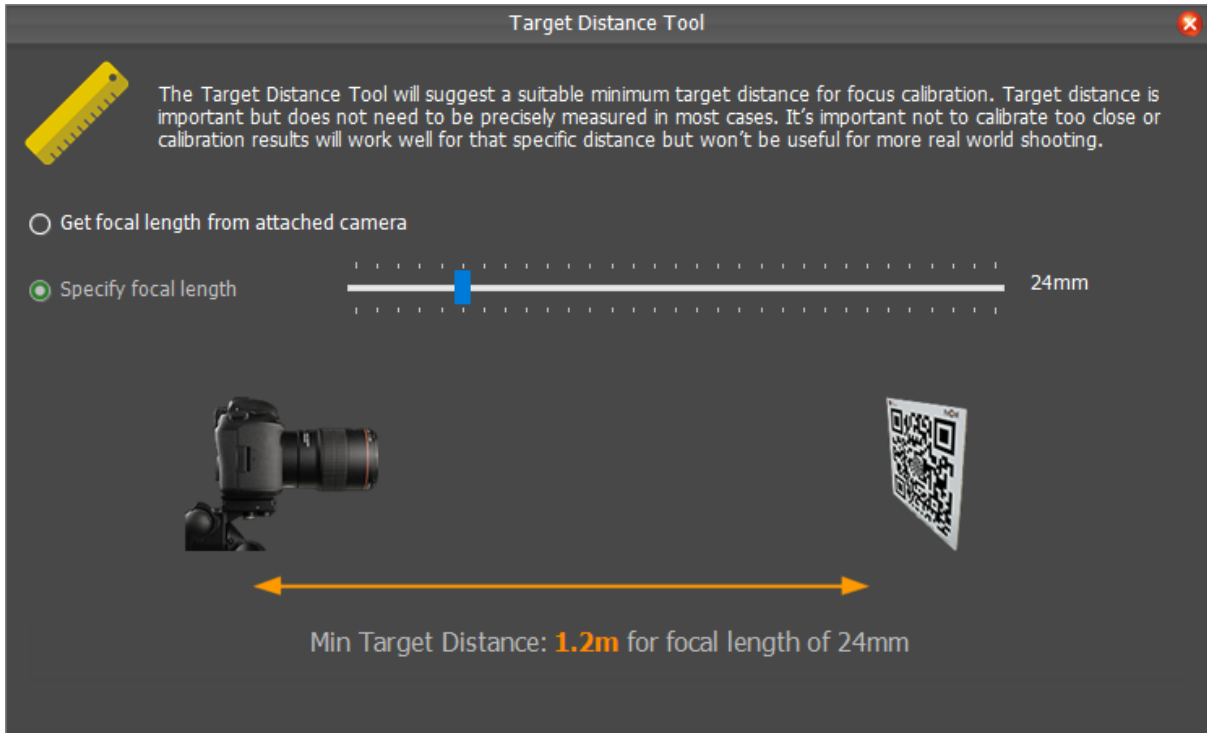 Target Distance Tool
The Target Distance Tool will suggest a suitable minimum target distance for focus calibration. Target distance is
important but does not need to be precisely measured in most cases. It's important not to calibrate too close or
calibration results will work well for that specific distance but won't be useful for more real world shooting.
Get focal length from attached camera
Specify focal length
24mm
Min Target Distance: 1.2m for focal length of 24mm